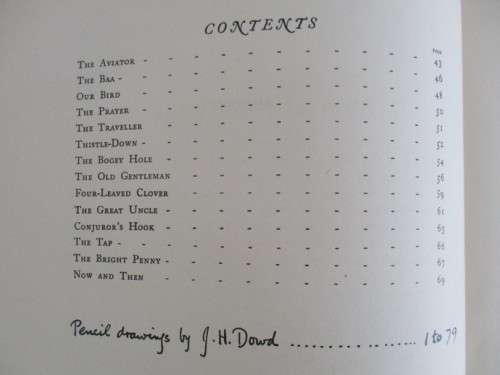 CONTENTS
PAGE
THE AVIATOR - - - - - - - - - - - 43
THE BAA - - - - - - - - - - - - 46
OUR BIRD - - - - - - - - - - - 48
THE PRAYER - - - - - - - - - - - 50
THE TRAVELLER - - - - - - - - - - 51
THISTLE-DOWN - - - - - - - - - - - 52
THE BOGEY HOLE - - - - - - - - - - 54
THE OLD GENTLEMAN - - - - - - - - - 56
FOUR-LEAVED CLOVER - - - - - - - - - 59
THE GREAT UNCLE - - - - - - - - - - 61
CONJUROR'S HOOK - - - - - - - - - - 65
THE TAP - - - - - - - - - - - - 66
THE BRIGHT PENNY - - - - - - - - - - 67
NOW AND THEN - - - - - - - - - - 69
Pencil drawings by J.H. Dowd .................. 1 to 79